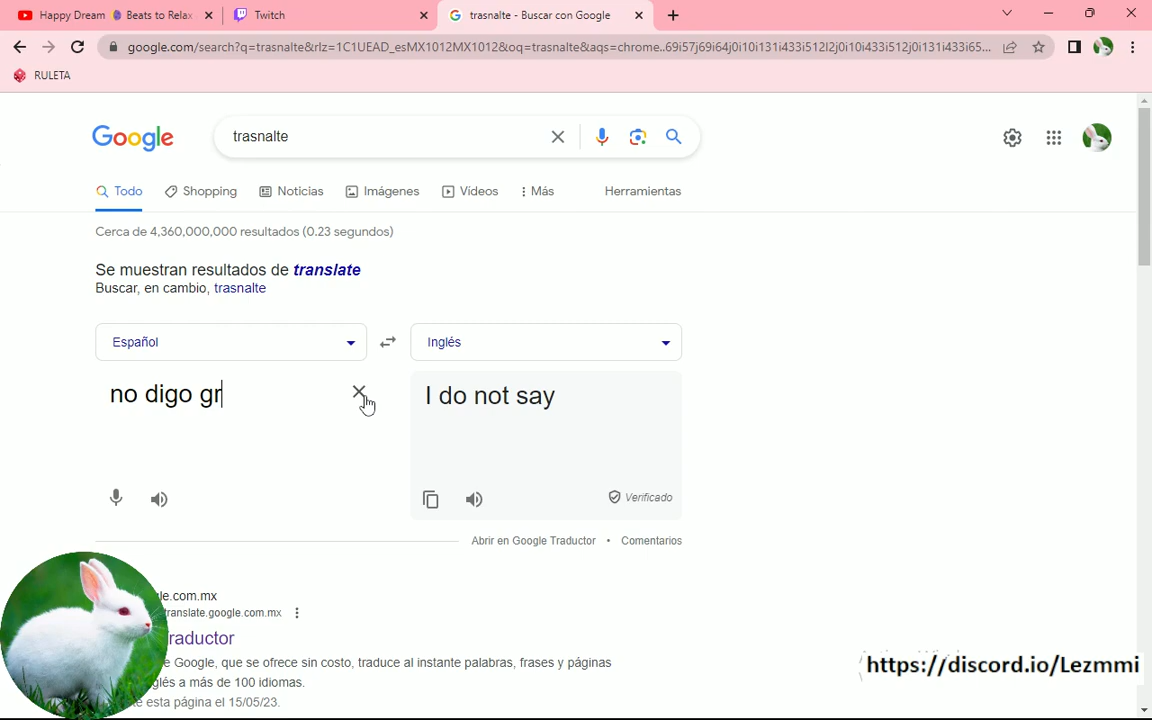 Happy Dream
Beats to Relax
Twitch
trasnalte - Buscar con Google
google.com/search?q=trasnalte&rlz=1C1UEAD_esMX1012MX1012&oq=trasnalte&aqs=chrome..69i57j69i64j0i10i131i433i512l2j0i10i433i512j0i131i433i65...
RULETA
Google
trasnalte
Todo
Shopping
Noticias
Imágenes
Videos
Más
Herramientas
Cerca de 4,360,000,000 resultados (0.23 segundos)
Se muestran resultados de translate
Buscar, en cambio, trasnalte
Español
Inglés
no digo gr
I do not say
Verificado
Abrir en Google Traductor • Comentarios
le.com.mx
translate.google.com.mx
raductor
e Google, que se ofrece sin costo, traduce al instante palabras, frases y páginas
glés a más de 100 idiomas.
e esta página el 15/05/23.
https://discord.io/Lezmmi